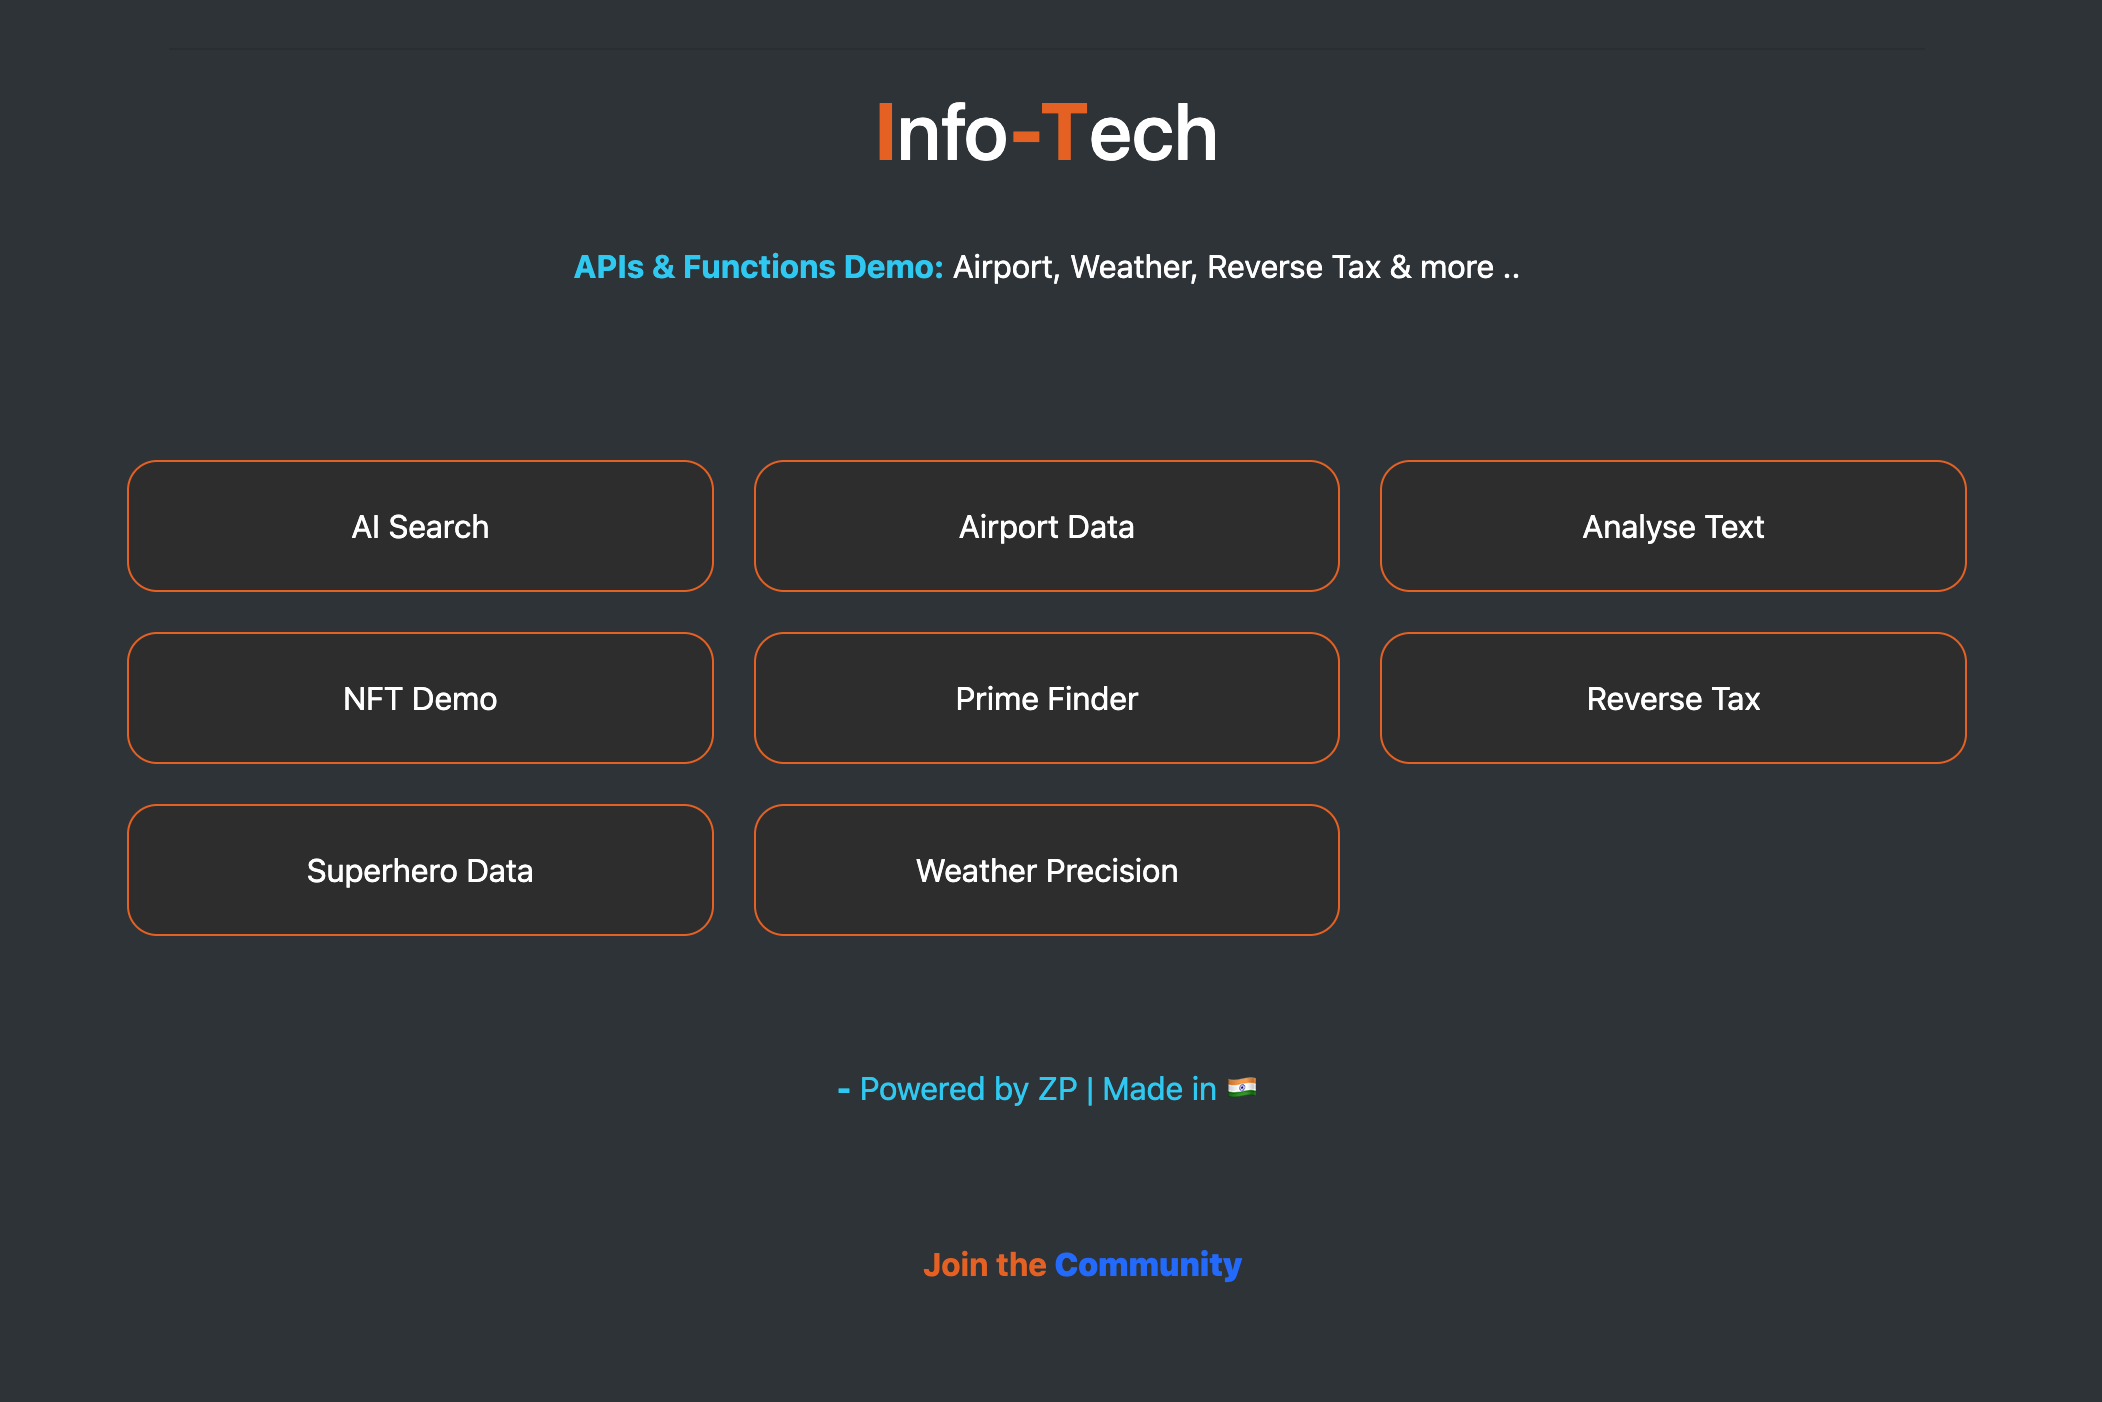 Info-Tech
APIs & Functions Demo: Airport, Weather, Reverse Tax & more ..
AI Search
Airport Data
Analyse Text
NFT Demo
Prime Finder
Reverse Tax
Superhero Data
Weather Precision
- Powered by ZP | Made in 🇮🇳
Join the Community